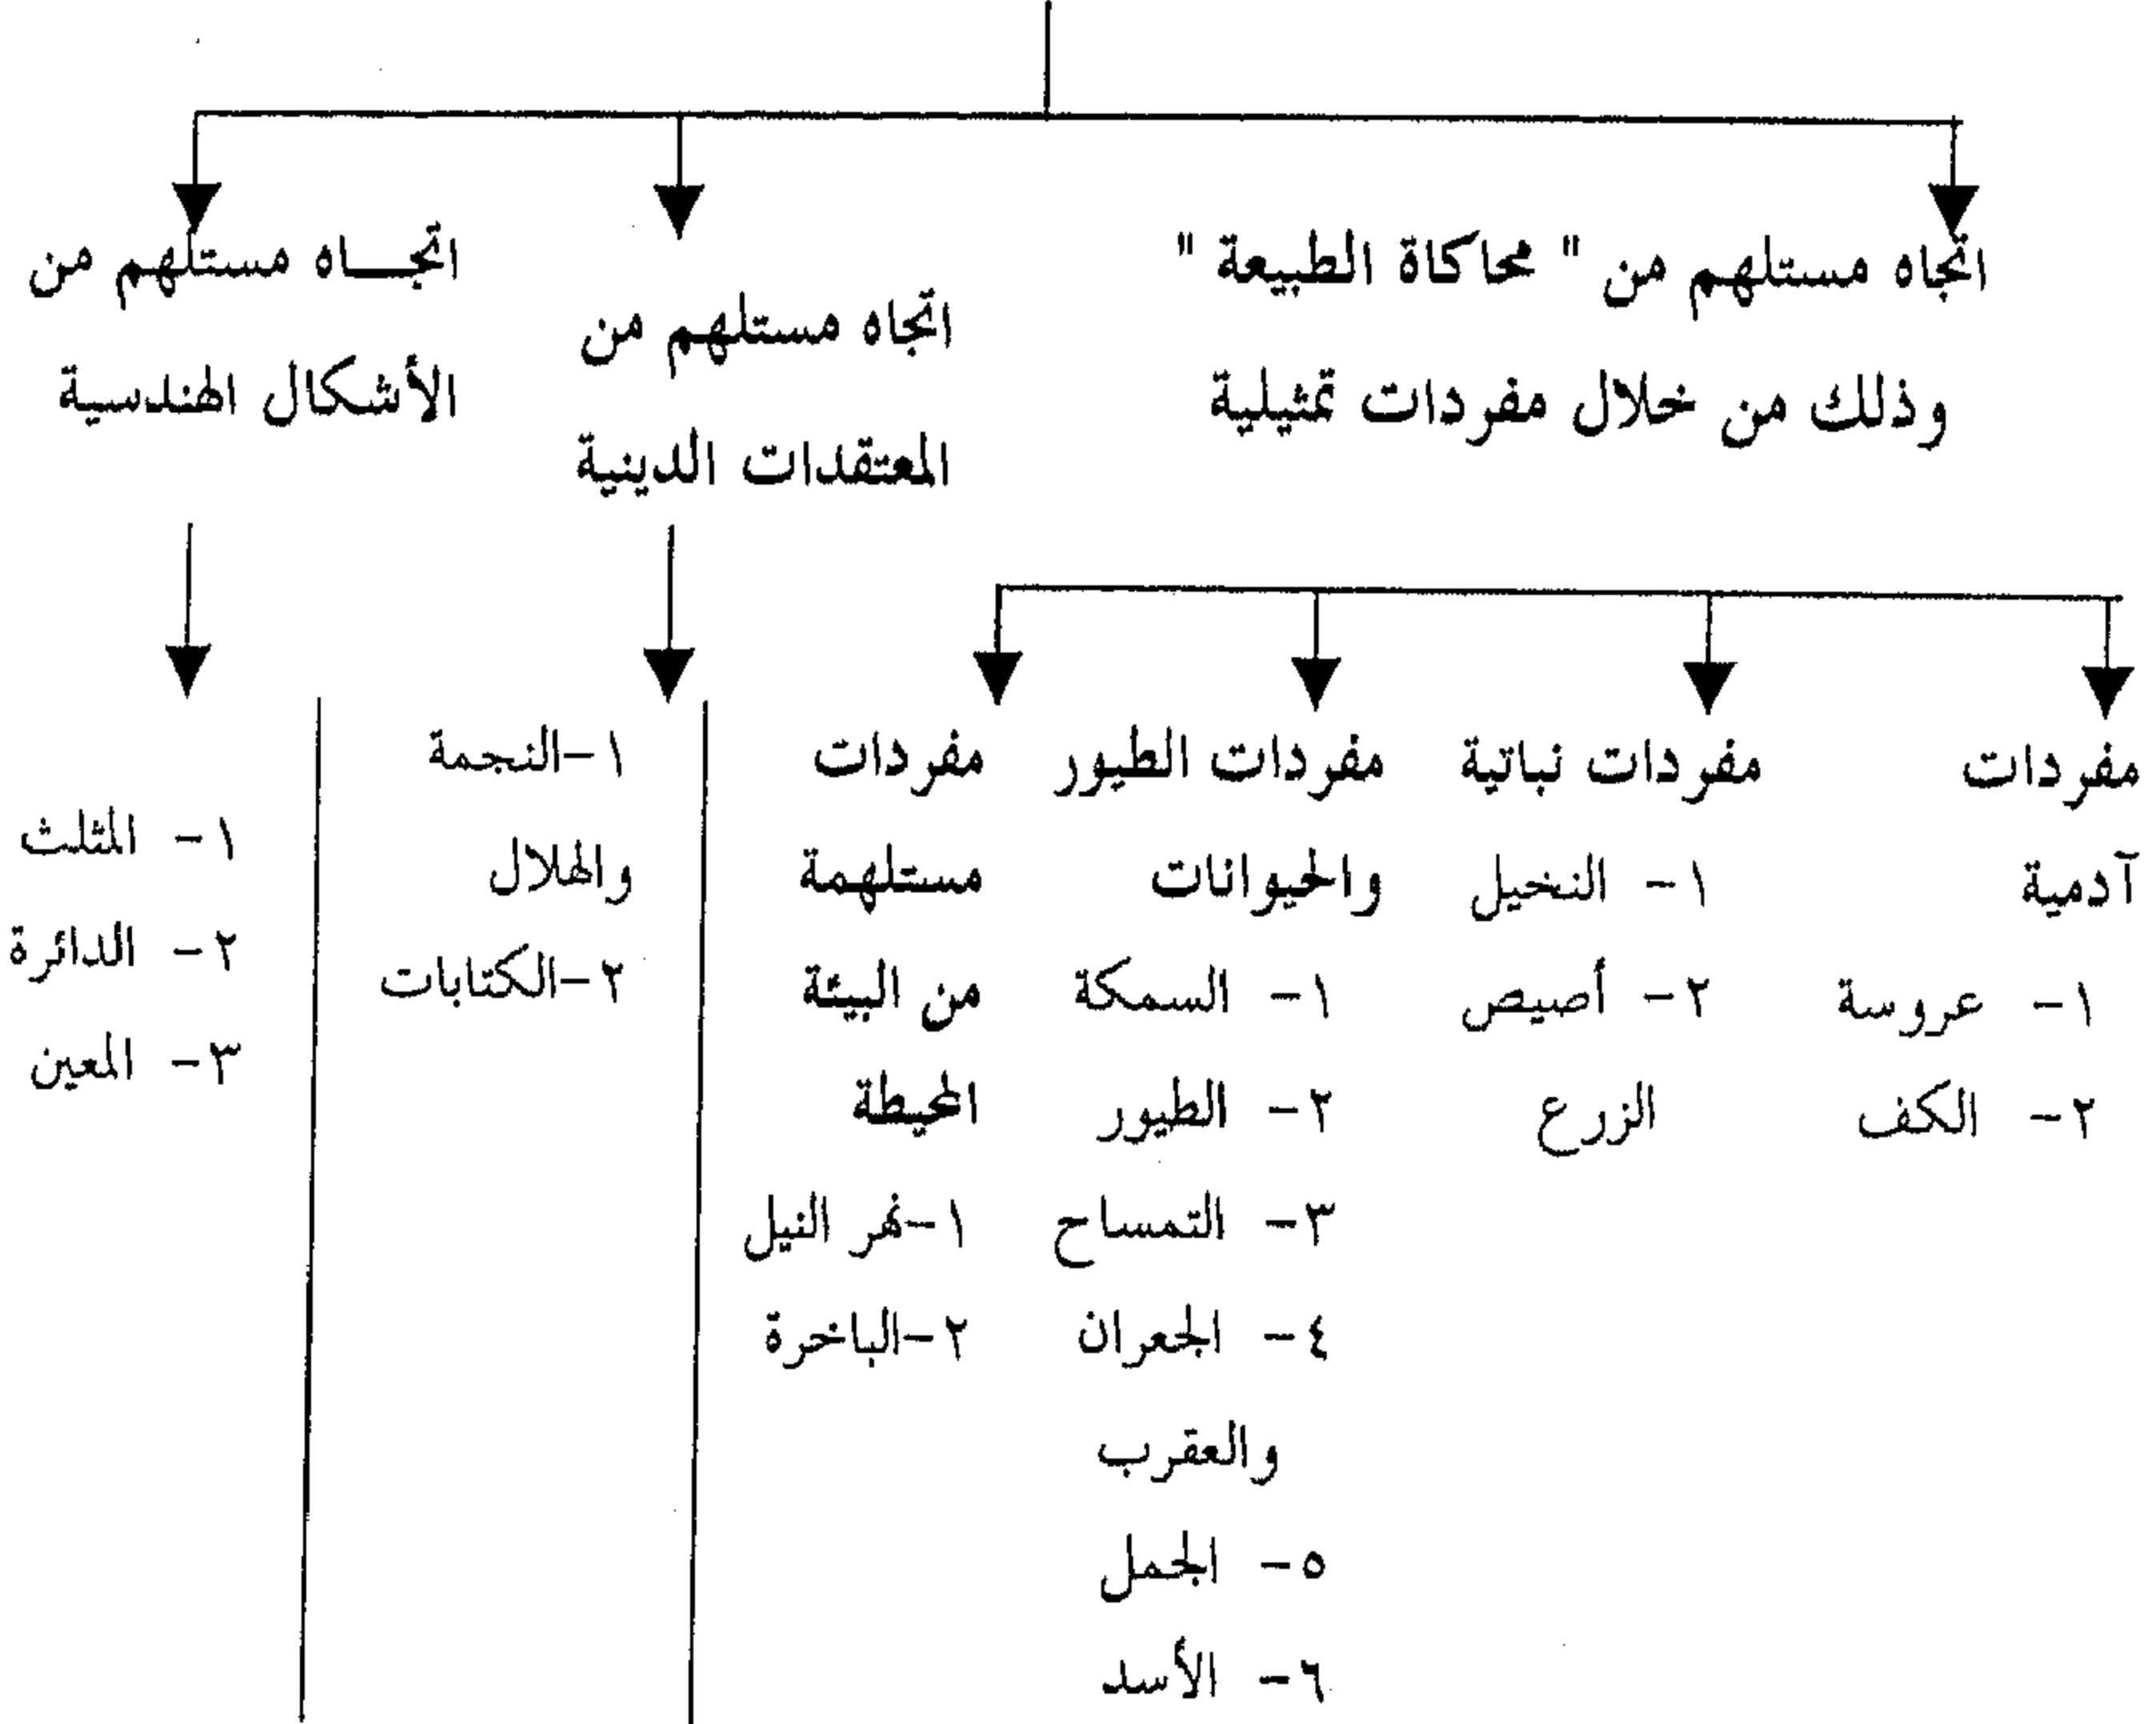 اتجاه مستلهم من " محاكاة الطبيعة "
وذلك من خلال مفردات تمثيلية
اتجاه مستلهم من
المعتقدات الدينية
اتجـــاه مستلهم من
الأشكال الهندسية
مفردات
آدمية
١- عروسة
٢- الكف
مفردات نباتية
١- النخيل
٢- أصيص
الزرع
مفردات الطيور
والحيوانات
١- السمكة
٢- الطيور
٣- التمساح
٤- الجعران
والعقرب
٥- الجمل
٦- الأسد
مفردات
مستلهمة
من البيئة
المحيطة
١-نهر النيل
٢-الباخرة
١-النجمة
والهلال
٢-الكتابات
١- المثلث
٢- الدائرة
٣- المعين